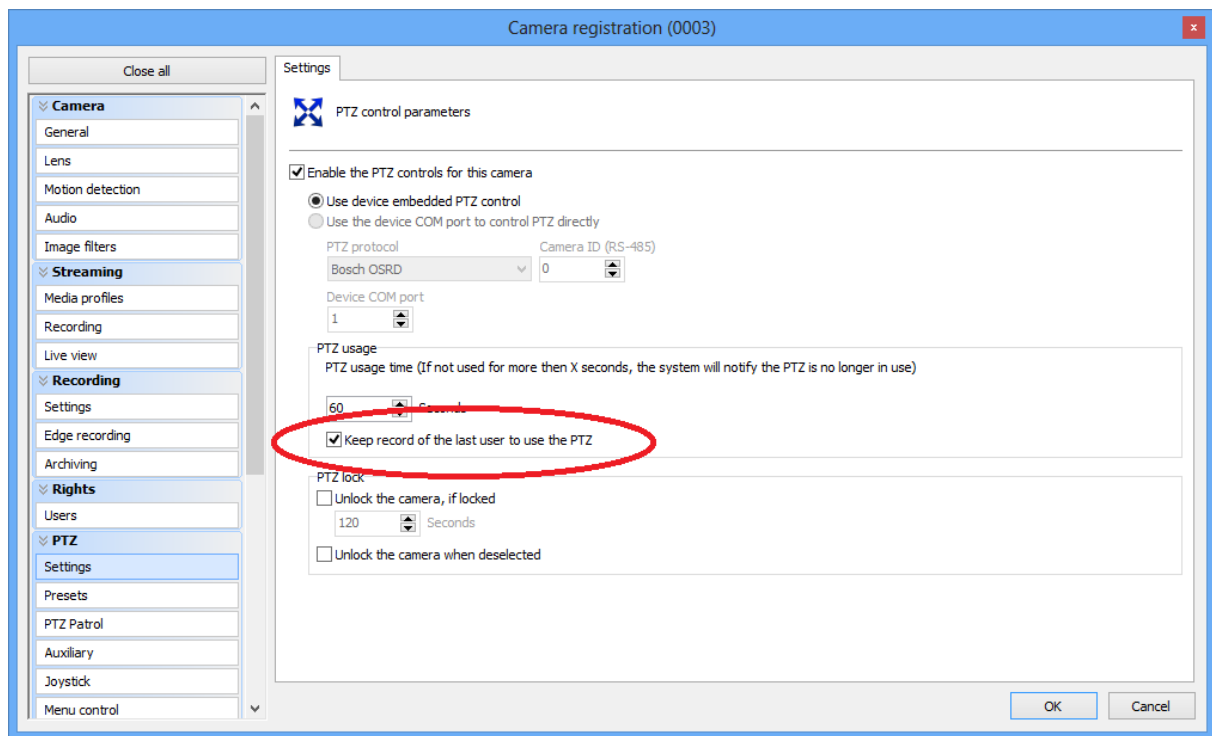 Camera registration (0003)
x
Close all
Camera
General
Lens
Motion detection
Audio
Image filters
Streaming
Media profiles
Recording
Live view
Recording
Settings
Edge recording
Archiving
Rights
Users
PTZ
Settings
Presets
PTZ Patrol
Auxiliary
Joystick
Menu control
Settings
PTZ control parameters
Enable the PTZ controls for this camera
Use device embedded PTZ control
Use the device COM port to control PTZ directly
PTZ protocol Camera ID (RS-485)
Bosch OSRD 0
Device COM port
1
PTZ usage
PTZ usage time (If not used for more then X seconds, the system will notify the PTZ is no longer in use)
60 Seconds
Keep record of the last user to use the PTZ
PTZ lock
Unlock the camera, if locked
120 Seconds
Unlock the camera when deselected
OK Cancel